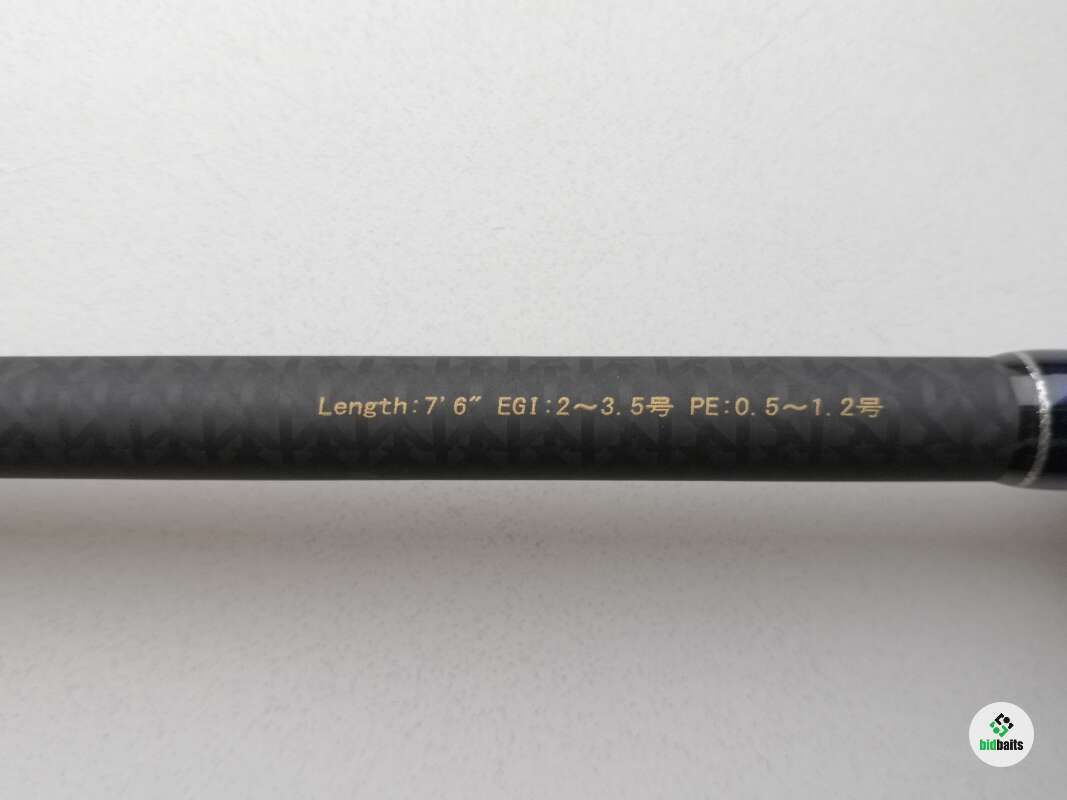 Length:7'6" EGI:2～3.5号 PE:0.5～1.2号
bidbaits